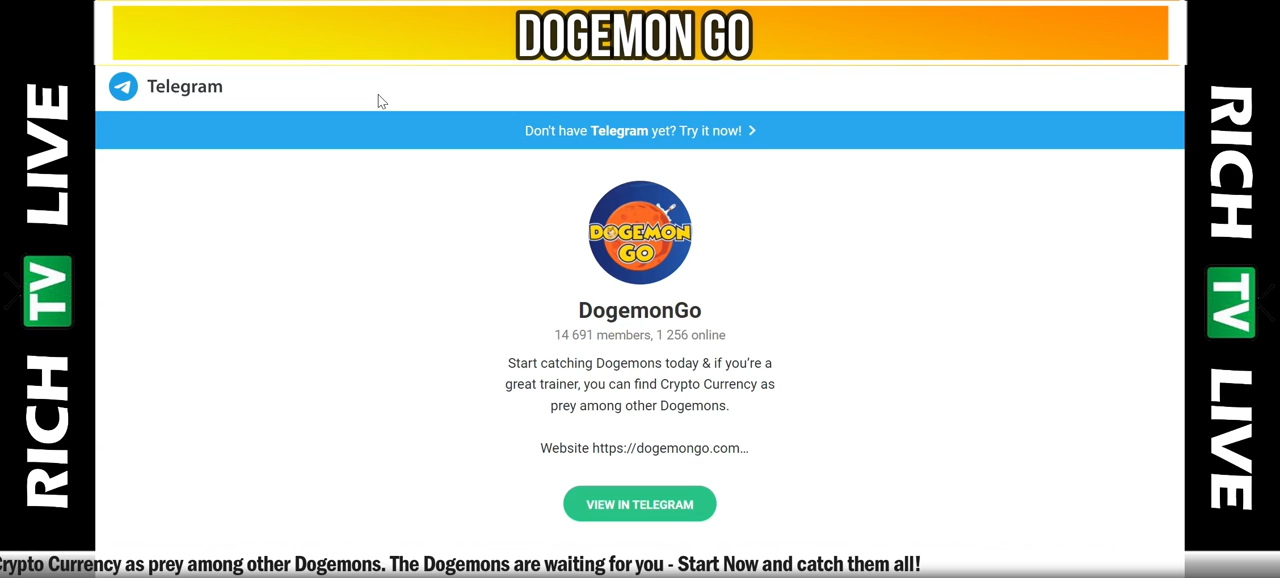 DOGEMON GO
Telegram
Don't have Telegram yet? Try it now!
DOGEMON
GO
DogemonGo
14 691 members, 1 256 online
Start catching Dogemons today & if you’re a
great trainer, you can find Crypto Currency as
prey among other Dogemons.
Website https://dogemongo.com…
VIEW IN TELEGRAM
RICH TV LIVE
RICH TV LIVE
Crypto Currency as prey among other Dogemons. The Dogemons are waiting for you - Start Now and catch them all!